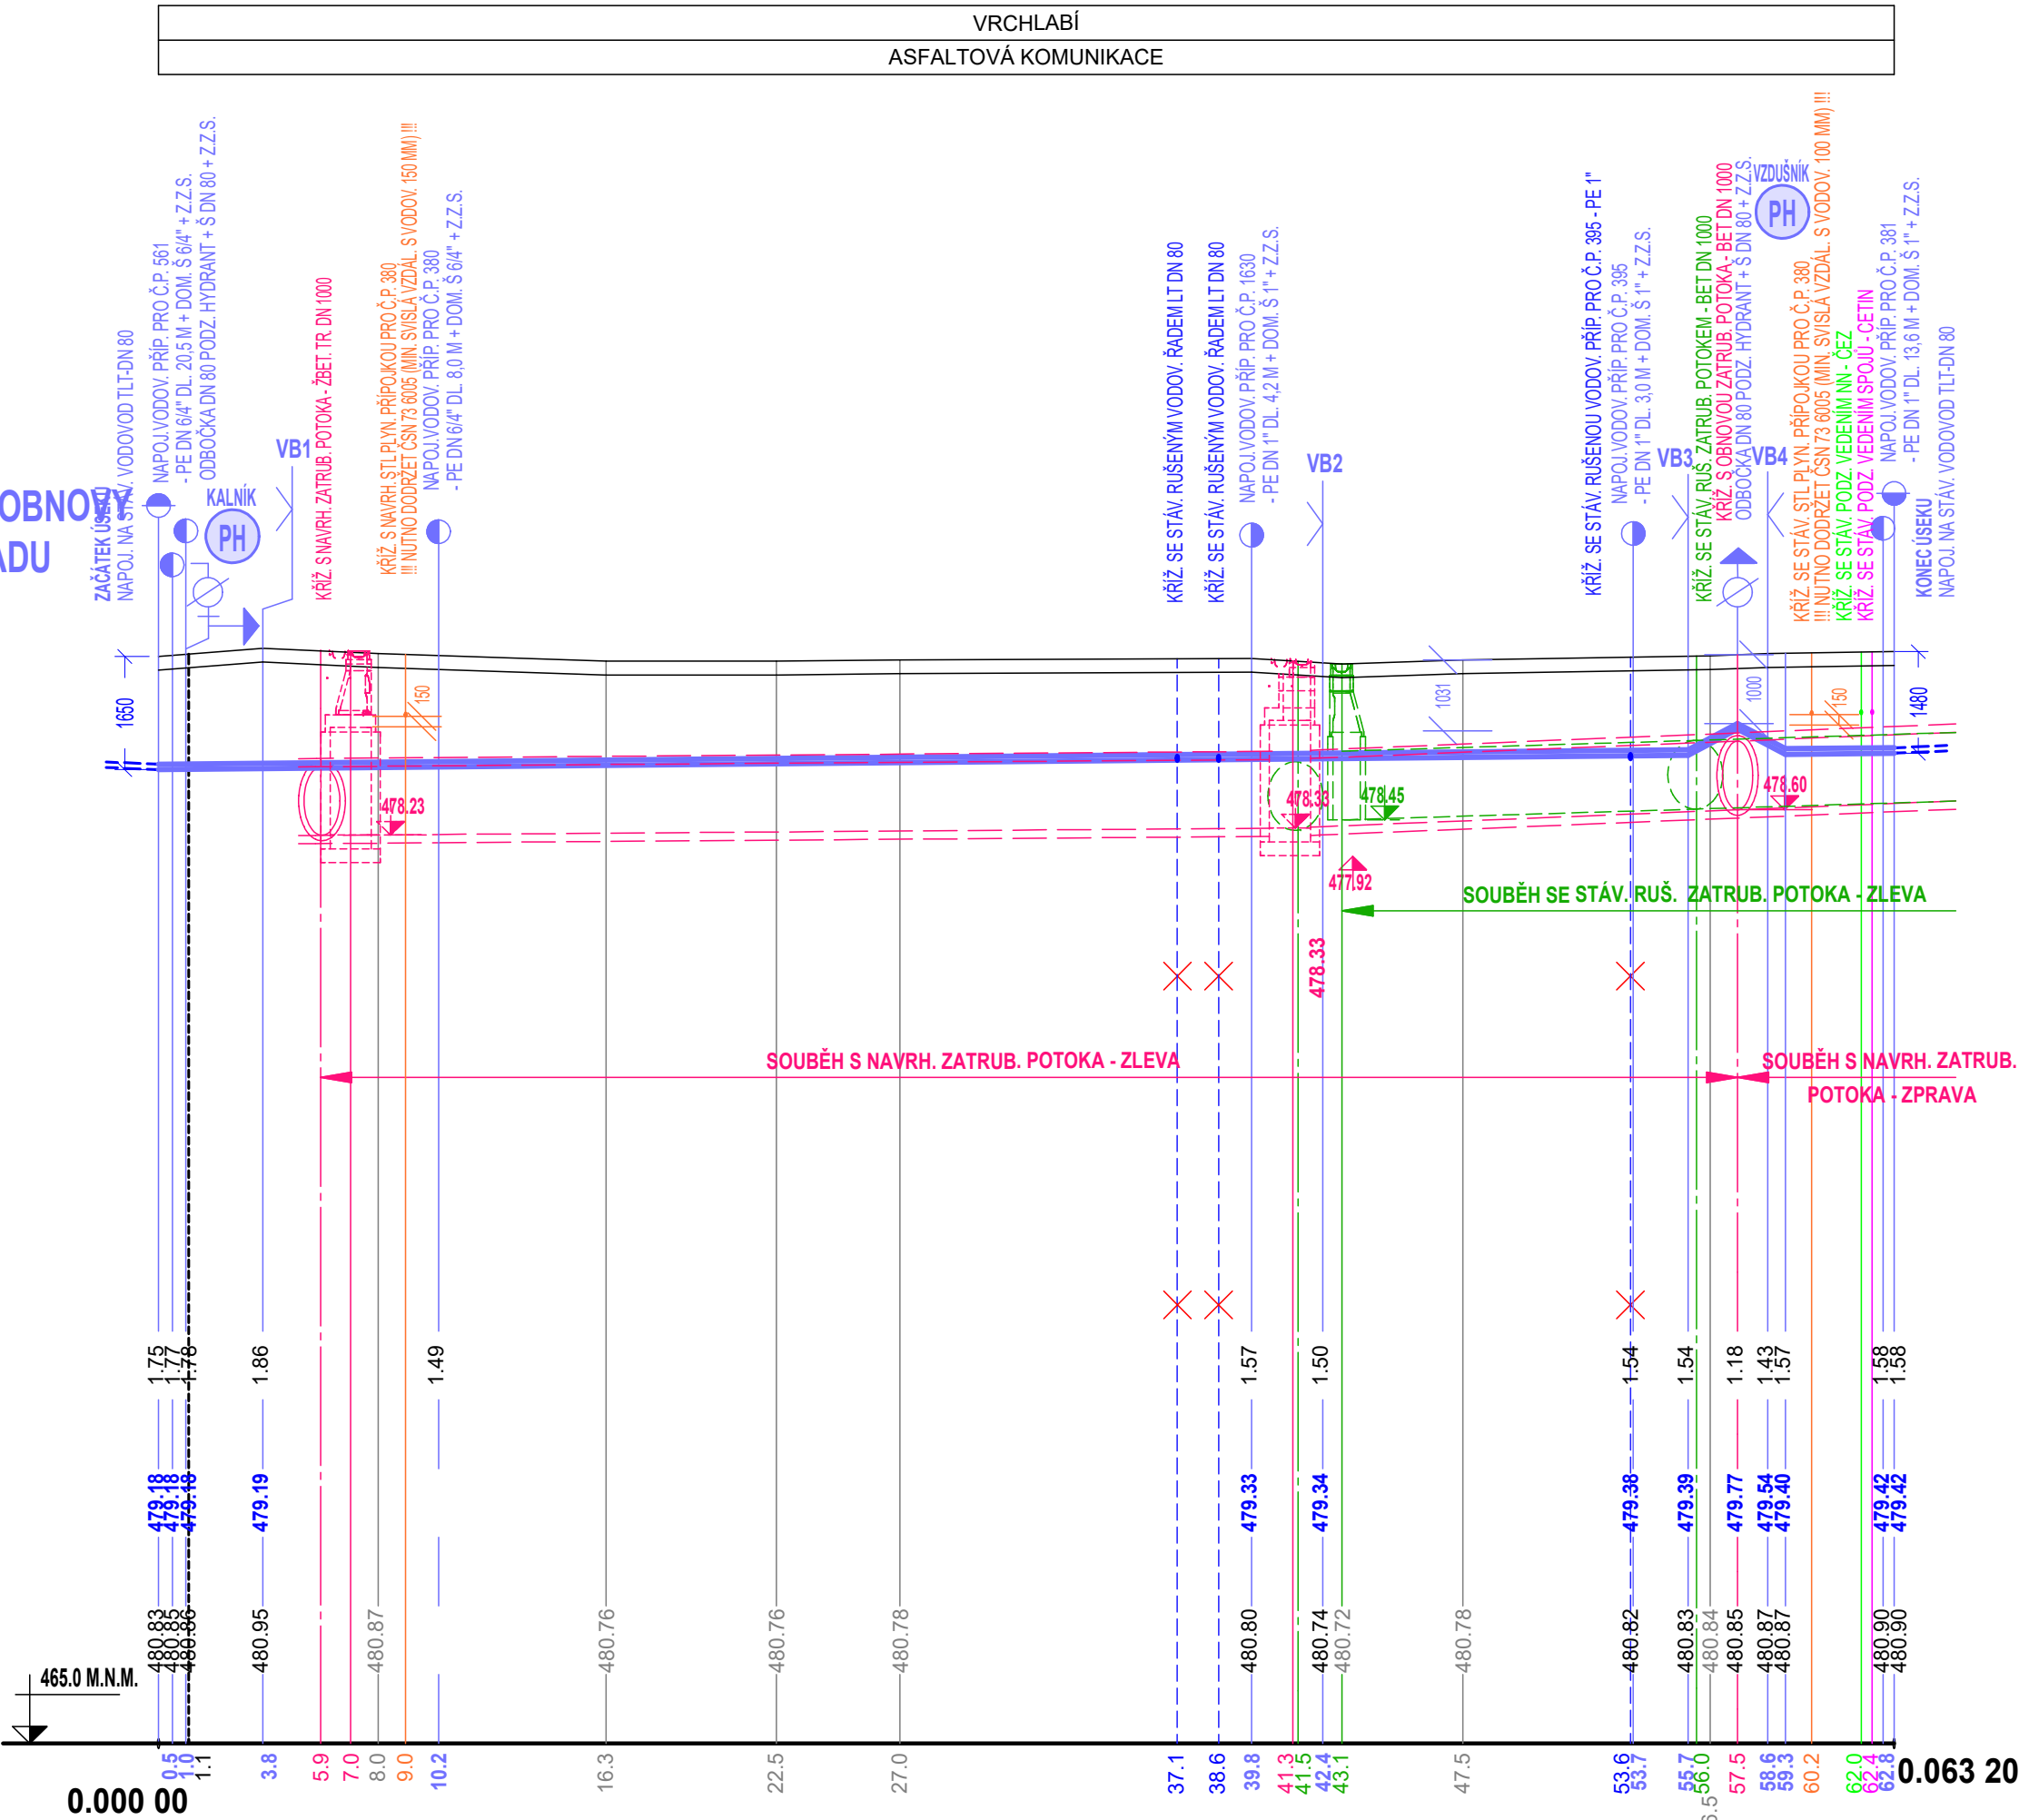 VRCHLABÍ
ASFALTOVÁ KOMUNIKACE
OBNOVY
ADU
ZAČÁTEK ÚSEKU
NAPOJ. NA STÁV. VODOVOD TLT-DN 80
NAPOJ.VODOV. PŘÍP. PRO Č.P. 561
- PE DN 6/4" DL. 20,5 M + DOM. Š 6/4" + Z.Z.S.
ODBOČKA DN 80 PODZ. HYDRANT + Š DN 80 + Z.Z.S.
KALNÍK
PH
VB1
KŘÍŽ. S NAVRH. ZATRUB. POTOKA - ŽBET. TR. DN 1000
KŘÍŽ. S NAVRH. STL PLYN. PŘÍPOJKOU PRO Č.P. 380
!!! NUTNO DODRŽET ČSN 73 6005 (MIN. SVISLÁ VZDÁL. S VODOV. 150 MM) !!!
NAPOJ.VODOV. PŘÍP. PRO Č.P. 380
- PE DN 6/4" DL. 8,0 M + DOM. Š 6/4" + Z.Z.S.
KŘÍŽ. SE STÁV. RUŠENÝM VODOV. ŘADEM LT DN 80
KŘÍŽ. SE STÁV. RUŠENÝM VODOV. ŘADEM LT DN 80
NAPOJ.VODOV. PŘÍP. PRO Č.P. 1630
- PE DN 1" DL. 4,2 M + DOM. Š 1" + Z.Z.S.
VB2
KŘÍŽ. SE STÁV. RUŠENOU VODOV. PŘÍP. PRO Č.P. 395 - PE 1"
NAPOJ.VODOV. PŘÍP. PRO Č.P. 395
- PE DN 1" DL. 3,0 M + DOM. Š 1" + Z.Z.S.
VB3
KŘÍŽ. SE STÁV. RUŠ. ZATRUB. POTOKEM - BET DN 1000
KŘÍŽ. S OBNOVOU ZATRUB. POTOKA - BET DN 1000
ODBOČKA DN 80 PODZ. HYDRANT + Š DN 80 + Z.Z.S.
VZDUŠNÍK
PH
VB4
KŘÍŽ. SE STÁV. STL PLYN. PŘÍPOJKOU PRO Č.P. 380
!!! NUTNO DODRŽET ČSN 73 6005 (MIN. SVISLÁ VZDÁL. S VODOV. 100 MM) !!!
KŘÍŽ. SE STÁV. PODZ. VEDENÍM NN - ČEZ
KŘÍŽ. SE STÁV. PODZ. VEDENÍM SPOJŮ - CETIN
NAPOJ.VODOV. PŘÍP. PRO Č.P. 381
- PE DN 1" DL. 13,6 M + DOM. Š 1" + Z.Z.S.
KONEC ÚSEKU
NAPOJ. NA STÁV. VODOVOD TLT-DN 80
1650
150
1031
1000
150
1480
478.23
478.33
478.45
478.60
477.92
478.33
SOUBĚH SE STÁV. RUŠ. ZATRUB. POTOKA - ZLEVA
SOUBĚH S NAVRH. ZATRUB. POTOKA - ZLEVA
SOUBĚH S NAVRH. ZATRUB.
POTOKA - ZPRAVA
1.75 1.77 1.78 1.86 1.49 1.57 1.50 1.54 1.54 1.18 1.43 1.57 1.58 1.58
479.18 479.18 479.18 479.19 479.33 479.34 479.38 479.39 479.77 479.54 479.40 479.42 479.42
480.83 480.85 480.86 480.95 480.87 480.76 480.76 480.78 480.80 480.74 480.72 480.78 480.82 480.83 480.84 480.85 480.87 480.87 480.90 480.90
465.0 M.N.M.
0.5 1.0 1.1 3.8 5.9 7.0 8.0 9.0 10.2 16.3 22.5 27.0 37.1 38.6 39.8 41.3 41.5 42.4 43.1 47.5 53.6 53.7 55.7 56.0 57.5 58.6 59.3 60.2 62.0 62.4 62.8
0.000 00
0.063 20